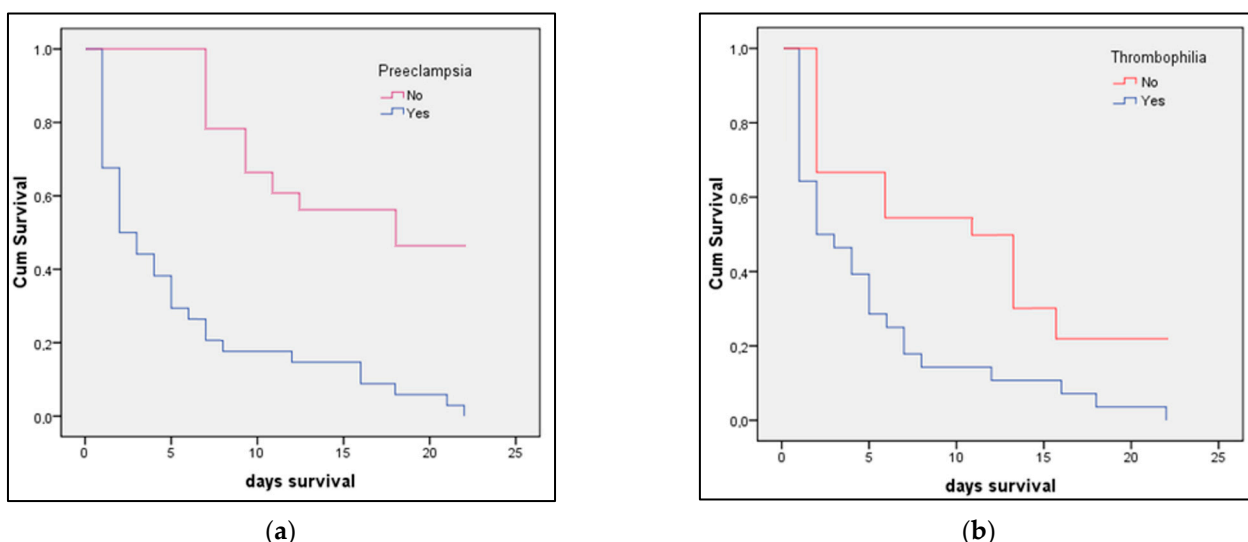 Preeclampsia
No
Yes
1,0
0,8
0,6
0,4
0,2
0,0
Cum Survival
0 5 10 15 20 25
days survival
(a)
Thrombophilia
No
Yes
1,0
0,8
0,6
0,4
0,2
0,0
Cum Survival
0 5 10 15 20 25
days survival
(b)